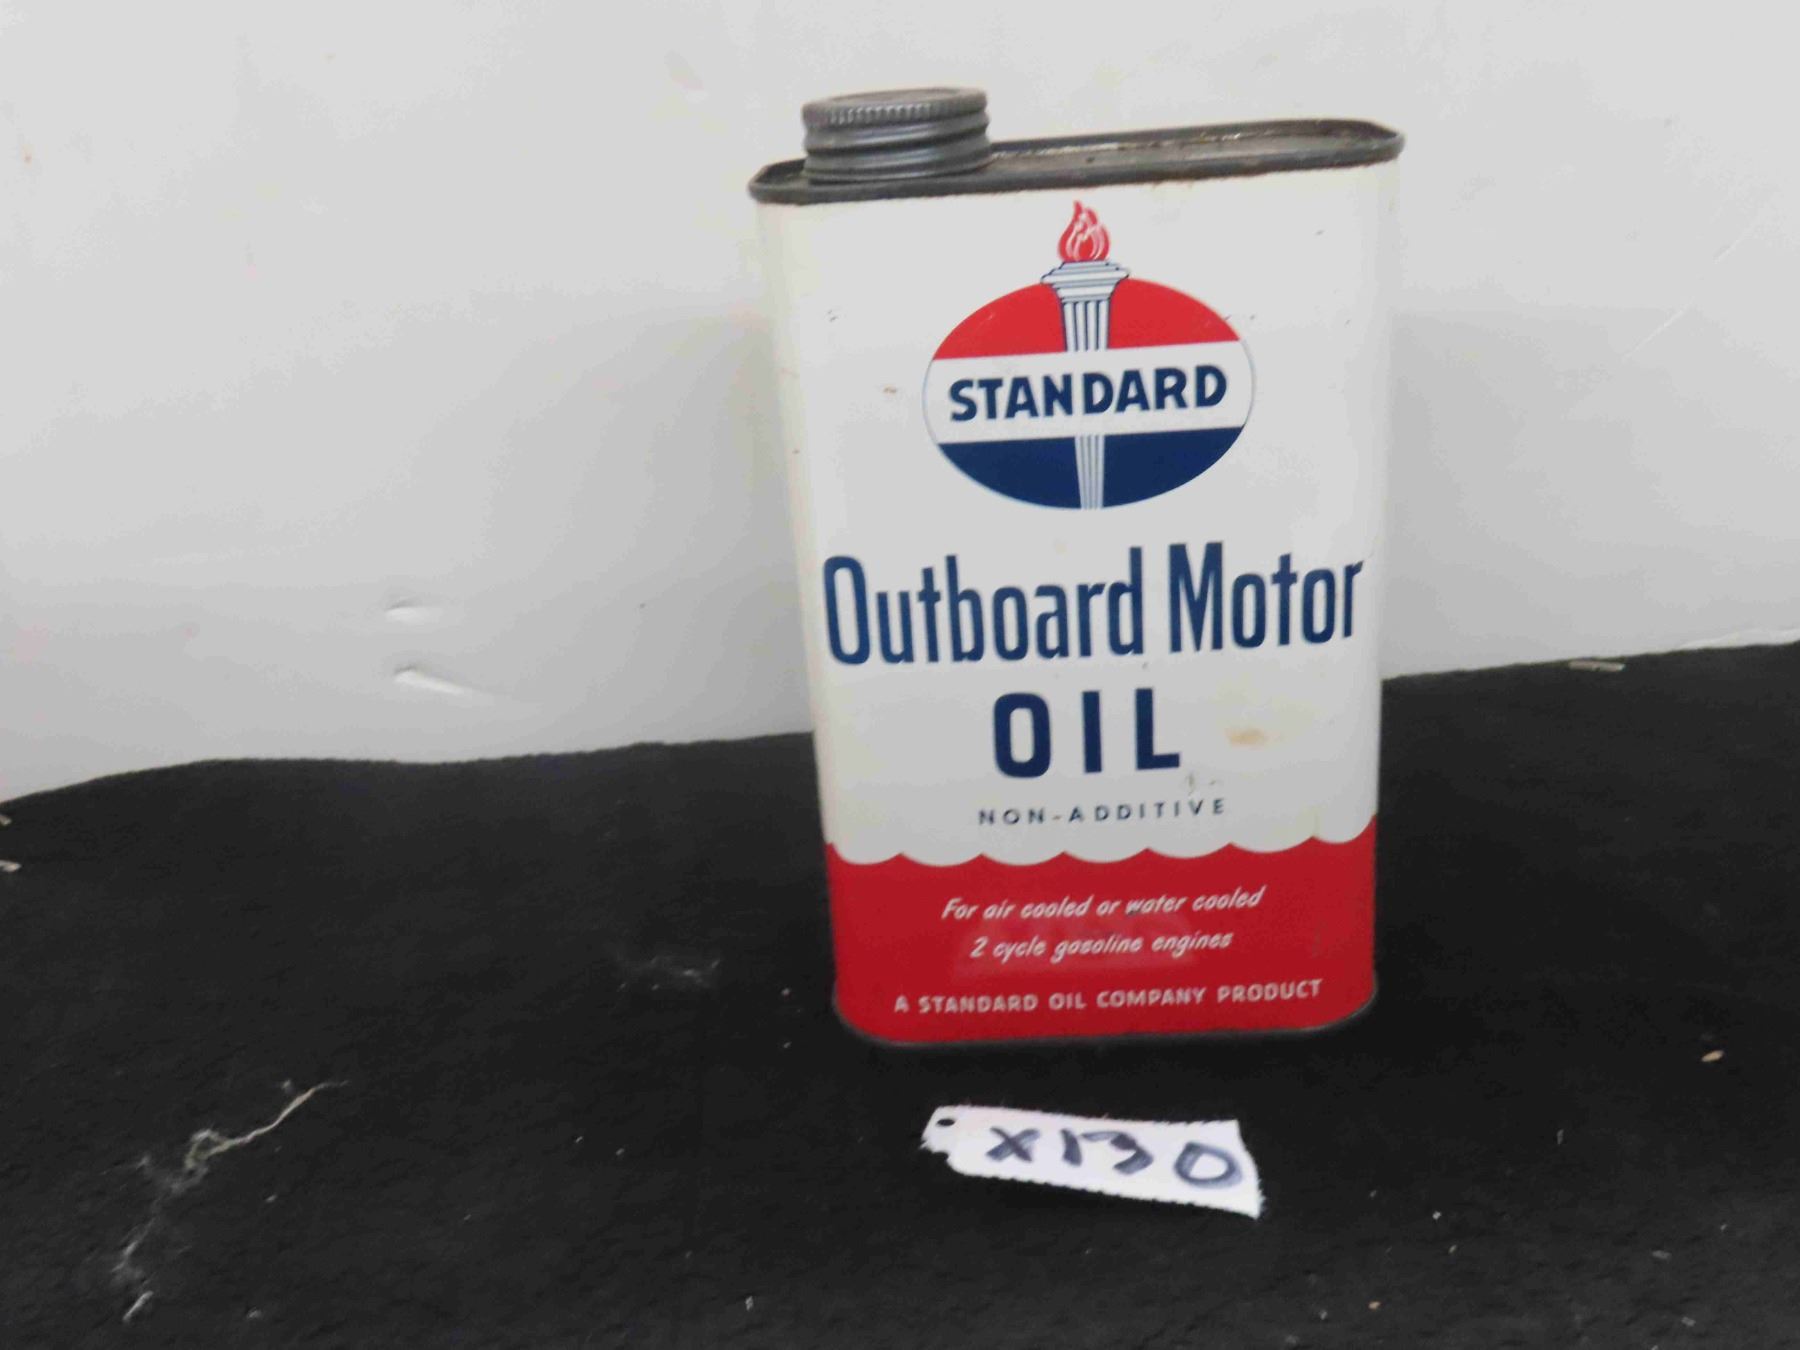 STANDARD
Outboard Motor
OIL
NON-ADDITIVE
For air cooled or water cooled
2 cycle gasoline engines
A STANDARD OIL COMPANY PRODUCT
X130